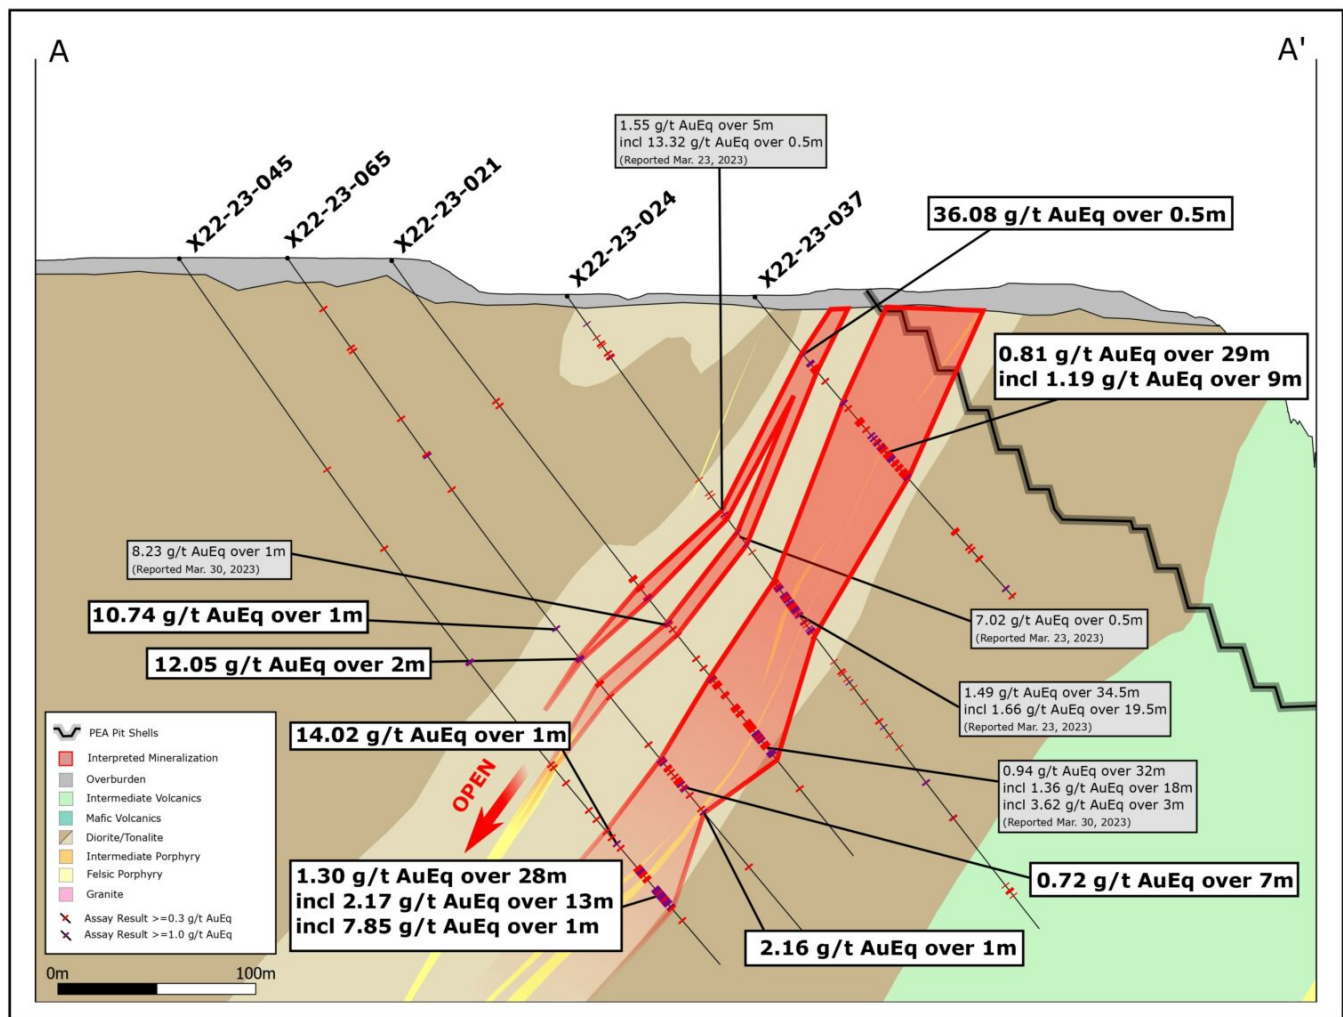 A
A'
1.55 g/t AuEq over 5m
incl 13.32 g/t AuEq over 0.5m
(Reported Mar. 23, 2023)
X22-23-045
X22-23-065
X22-23-021
X22-23-024
X22-23-037
36.08 g/t AuEq over 0.5m
0.81 g/t AuEq over 29m
incl 1.19 g/t AuEq over 9m
8.23 g/t AuEq over 1m
(Reported Mar. 30, 2023)
10.74 g/t AuEq over 1m
12.05 g/t AuEq over 2m
7.02 g/t AuEq over 0.5m
(Reported Mar. 23, 2023)
1.49 g/t AuEq over 34.5m
incl 1.66 g/t AuEq over 19.5m
(Reported Mar. 23, 2023)
14.02 g/t AuEq over 1m
OPEN
0.94 g/t AuEq over 32m
incl 1.36 g/t AuEq over 18m
incl 3.62 g/t AuEq over 3m
(Reported Mar. 30, 2023)
1.30 g/t AuEq over 28m
incl 2.17 g/t AuEq over 13m
incl 7.85 g/t AuEq over 1m
0.72 g/t AuEq over 7m
2.16 g/t AuEq over 1m
PEA Pit Shells
Interpreted Mineralization
Overburden
Intermediate Volcanics
Mafic Volcanics
Diorite/Tonalite
Intermediate Porphyry
Felsic Porphyry
Granite
Assay Result >=0.3 g/t AuEq
Assay Result >=1.0 g/t AuEq
0m
100m